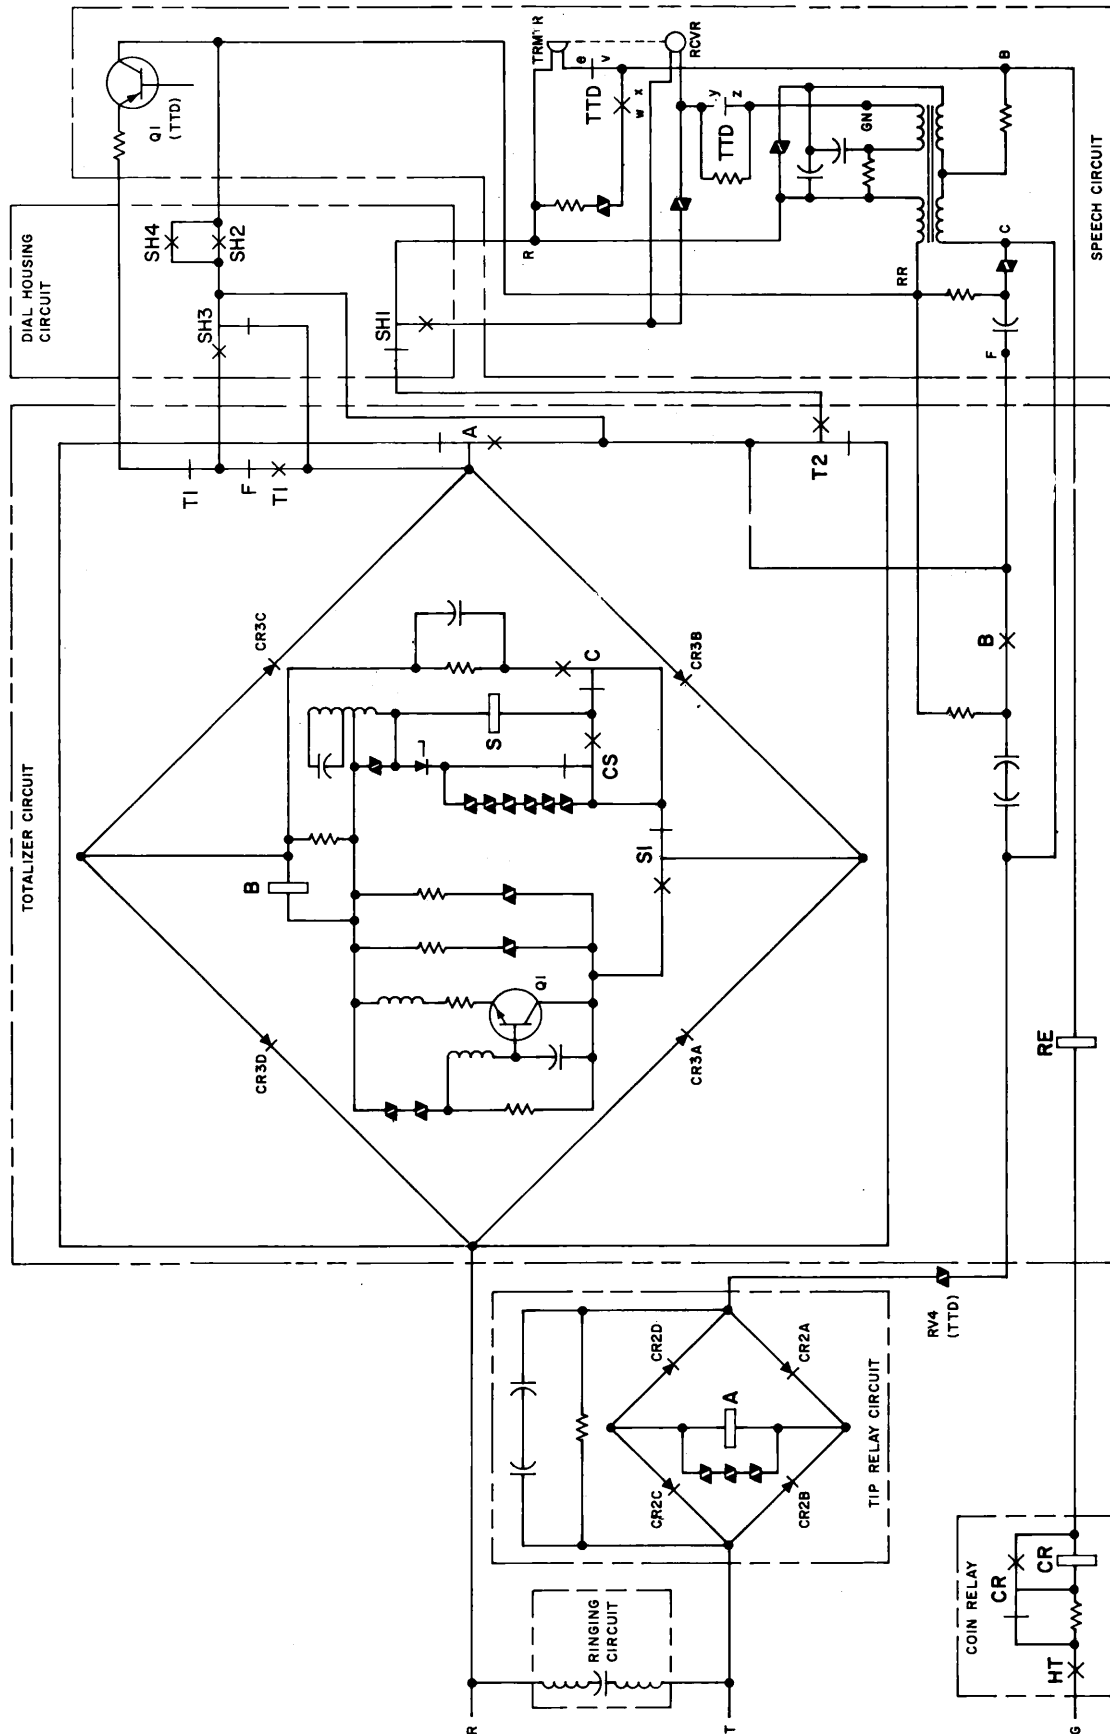 TOTALIZER CIRCUIT
DIAL HOUSING
CIRCUIT
Q1
(TTD)
SH4
SH2
SH3
SH1
T1
F
T1
A
T2
TRM'R
RCVR
e
v
TTD
w
x
y
z
TTD
GN
R
RR
B
C
F
SPEECH CIRCUIT
CR3D
CR3C
CR3B
CR3A
B
S
C
CS
S1
Q1
B
RE
RV4
(TTD)
CR2D
CR2A
CR2C
CR2B
A
TIP RELAY CIRCUIT
RINGING
CIRCUIT
R
T
COIN RELAY
CR
CR
HT
G